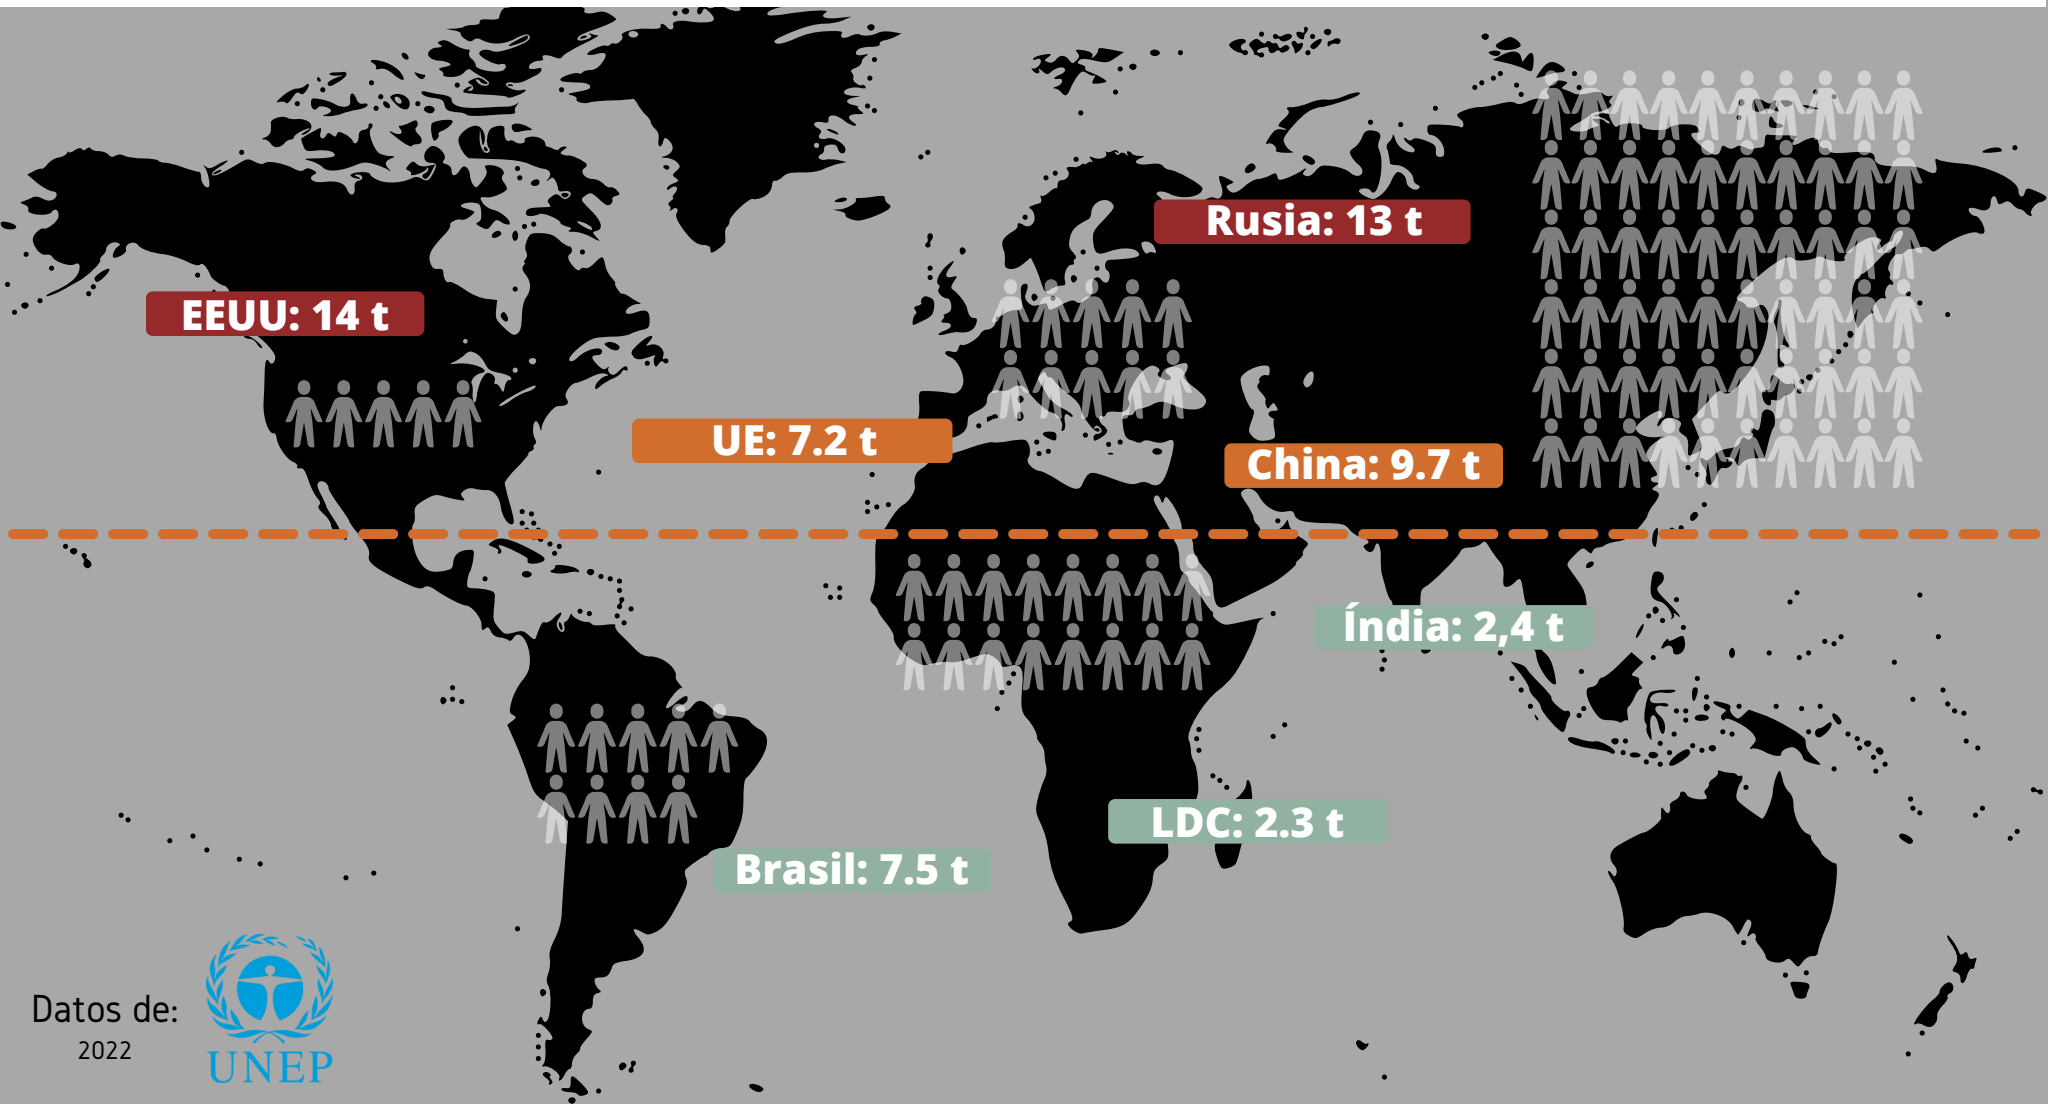 Rusia: 13 t
EEUU: 14 t
UE: 7.2 t
China: 9.7 t
Índia: 2,4 t
LDC: 2.3 t
Brasil: 7.5 t
Datos de:
2022
UNEP